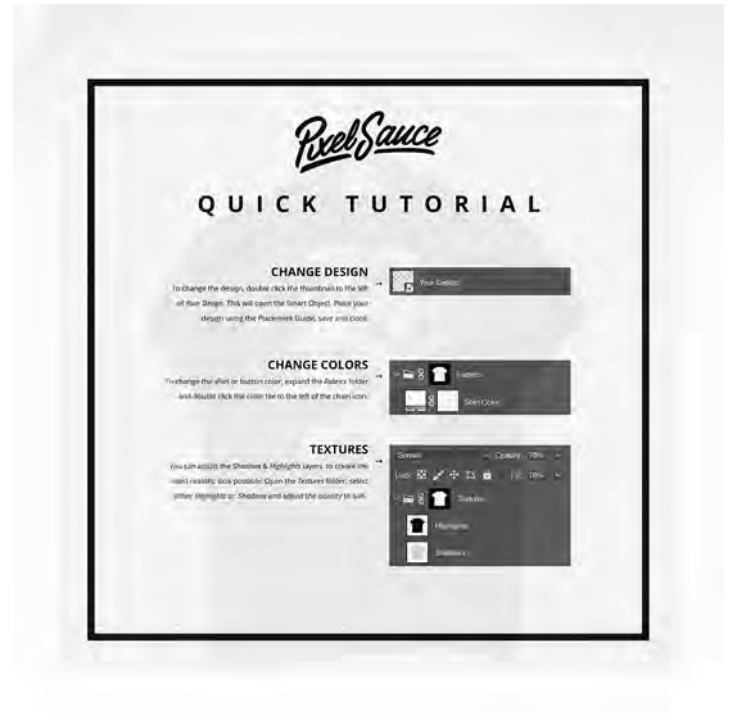 Pixel Sauce
QUICK TUTORIAL
CHANGE DESIGN
To change the design, double click the thumbnail to the left
of Your Design. This will open the Smart Object. Place your
design using the Placement Guide, save and close.
Your Design
CHANGE COLORS
To change the shirt or button color, expand the Fabrics folder
and double click the color tile to the left of the chain icon.
Fabrics
Shirt Color
TEXTURES
You can adjust the Shadows & Highlights layers, to create the
most realistic look possible. Open the Textures folder, select
either Highlights or Shadows and adjust the opacity to suit.
Screen Opacity: 70%
Lock: Fill: 70%
Textures
Highlights
Shadows